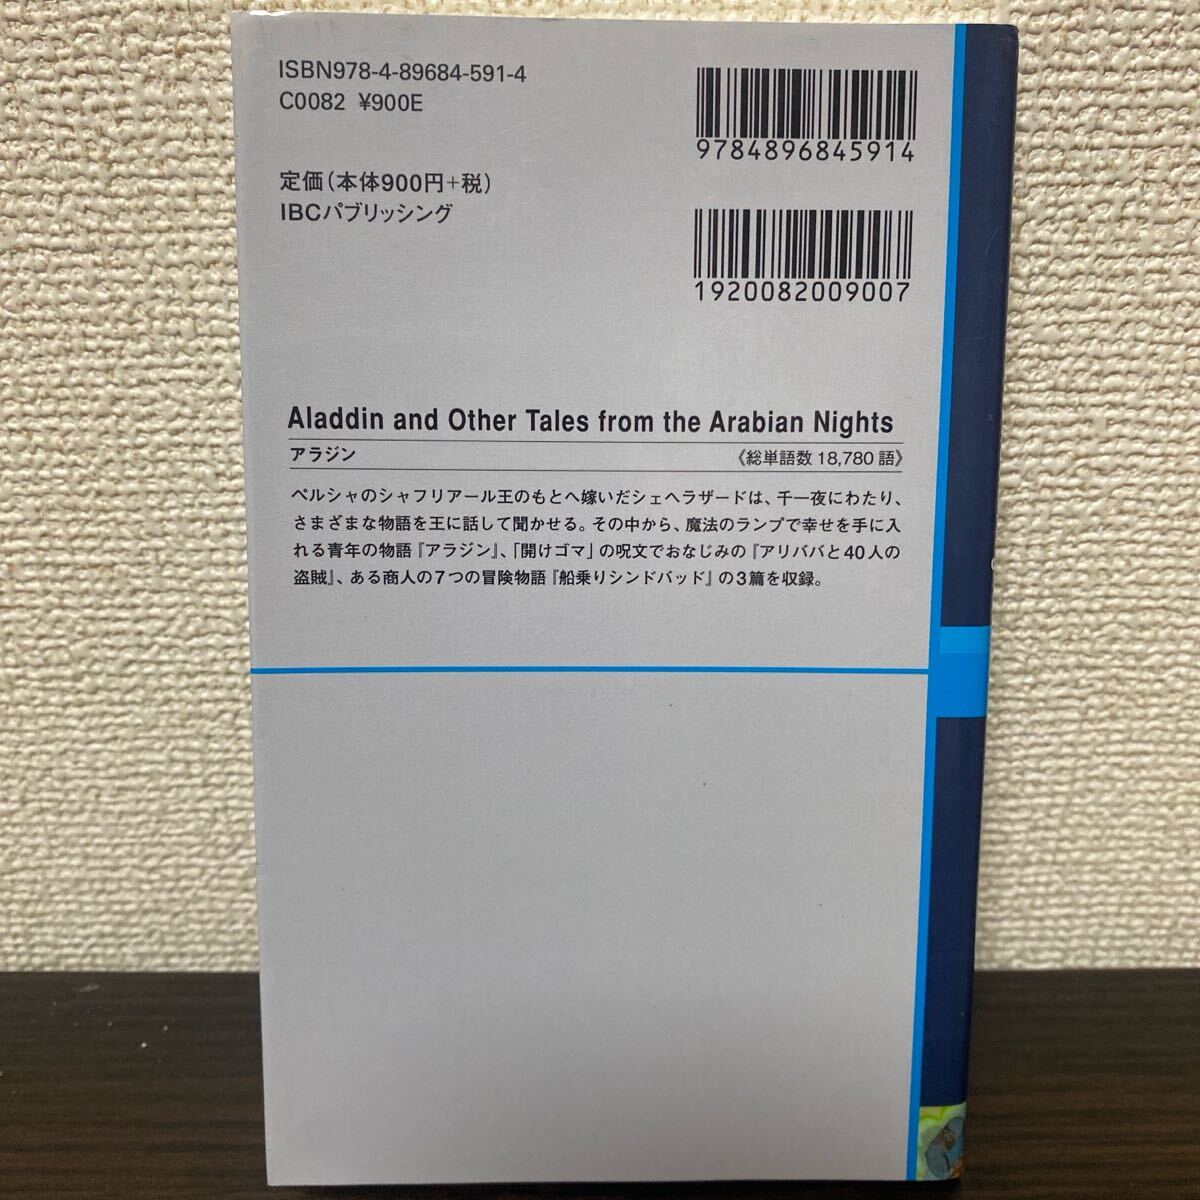 ISBN978-4-89684-591-4
C0082 ¥900E
9784896845914
定価(本体900円+税)
IBCパブリッシング
1920082009007
Aladdin and Other Tales from the Arabian Nights
アラジン 《総単語数 18,780 語》
ペルシャのシャフリアール王のもとへ嫁いだシェヘラザードは、千一夜にわたり、
さまざまな物語を王に話して聞かせる。その中から、魔法のランプで幸せを手に入
れる青年の物語『アラジン』、「開けゴマ」の呪文でおなじみの『アリババと40人の
盗賊』、ある商人の7つの冒険物語『船乗りシンドバッド』の3篇を収録。